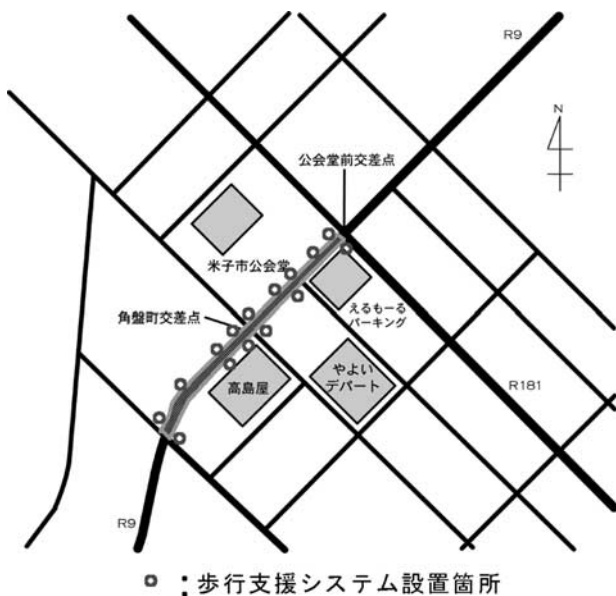 R9
N
公会堂前交差点
米子市公会堂
えるもーる
パーキング
角盤町交差点
高島屋
やよい
デパート
R181
R9
：歩行支援システム設置箇所